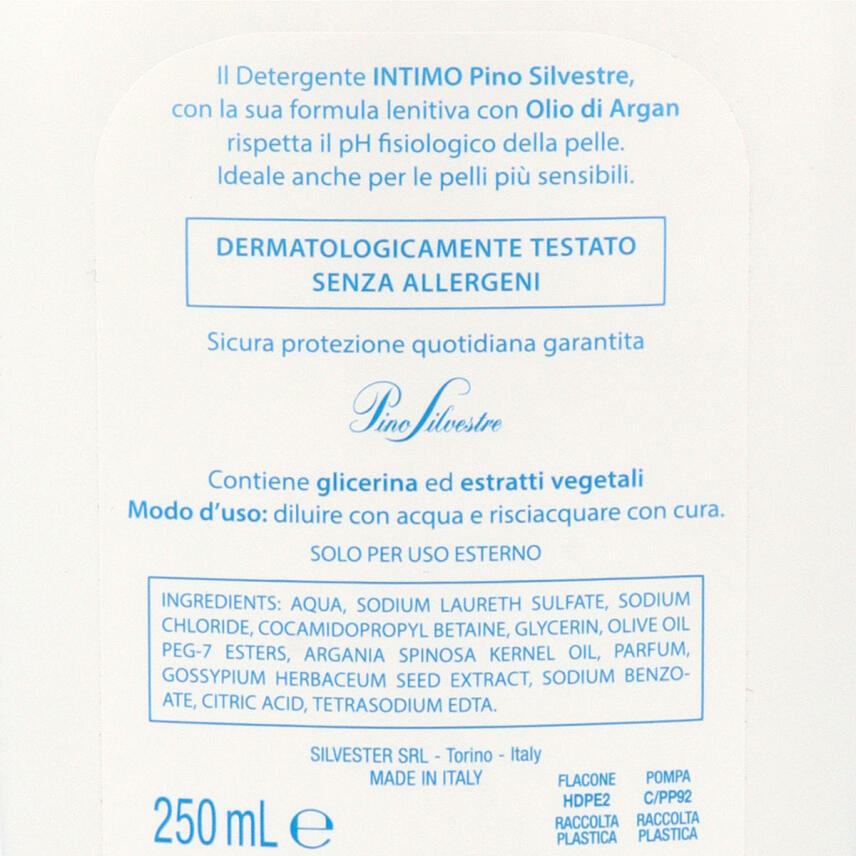 Il Detergente INTIMO Pino Silvestre,
con la sua formula lenitiva con Olio di Argan
rispetta il pH fisiologico della pelle.
Ideale anche per le pelli più sensibili.
DERMATOLOGICAMENTE TESTATO
SENZA ALLERGENI
Sicura protezione quotidiana garantita
Pino Silvestre
Contiene glicerina ed estratti vegetali
Modo d'uso: diluire con acqua e risciacquare con cura.
SOLO PER USO ESTERNO
INGREDIENTS: AQUA, SODIUM LAURETH SULFATE, SODIUM
CHLORIDE, COCAMIDOPROPYL BETAINE, GLYCERIN, OLIVE OIL
PEG-7 ESTERS, ARGANIA SPINOSA KERNEL OIL, PARFUM,
GOSSYPIUM HERBACEUM SEED EXTRACT, SODIUM BENZO-
ATE, CITRIC ACID, TETRASODIUM EDTA.
SILVESTER SRL - Torino - Italy
MADE IN ITALY
250 mL e
FLACONE
HDPE2
RACCOLTA
PLASTICA
POMPA
C/PP92
RACCOLTA
PLASTICA